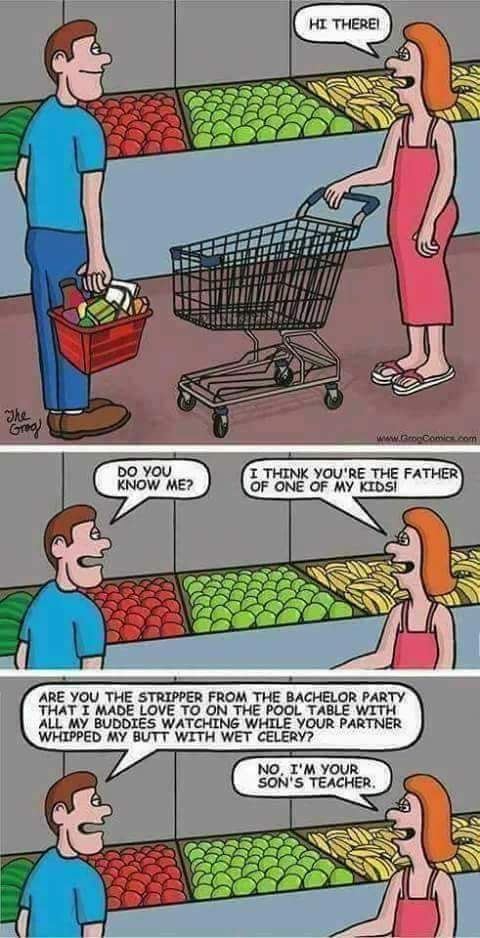 HI THERE!
The
Grog
www.GrogComics.com
DO YOU
KNOW ME?
I THINK YOU'RE THE FATHER
OF ONE OF MY KIDS!
ARE YOU THE STRIPPER FROM THE BACHELOR PARTY
THAT I MADE LOVE TO ON THE POOL TABLE WITH
ALL MY BUDDIES WATCHING WHILE YOUR PARTNER
WHIPPED MY BUTT WITH WET CELERY?
NO, I'M YOUR
SON'S TEACHER.